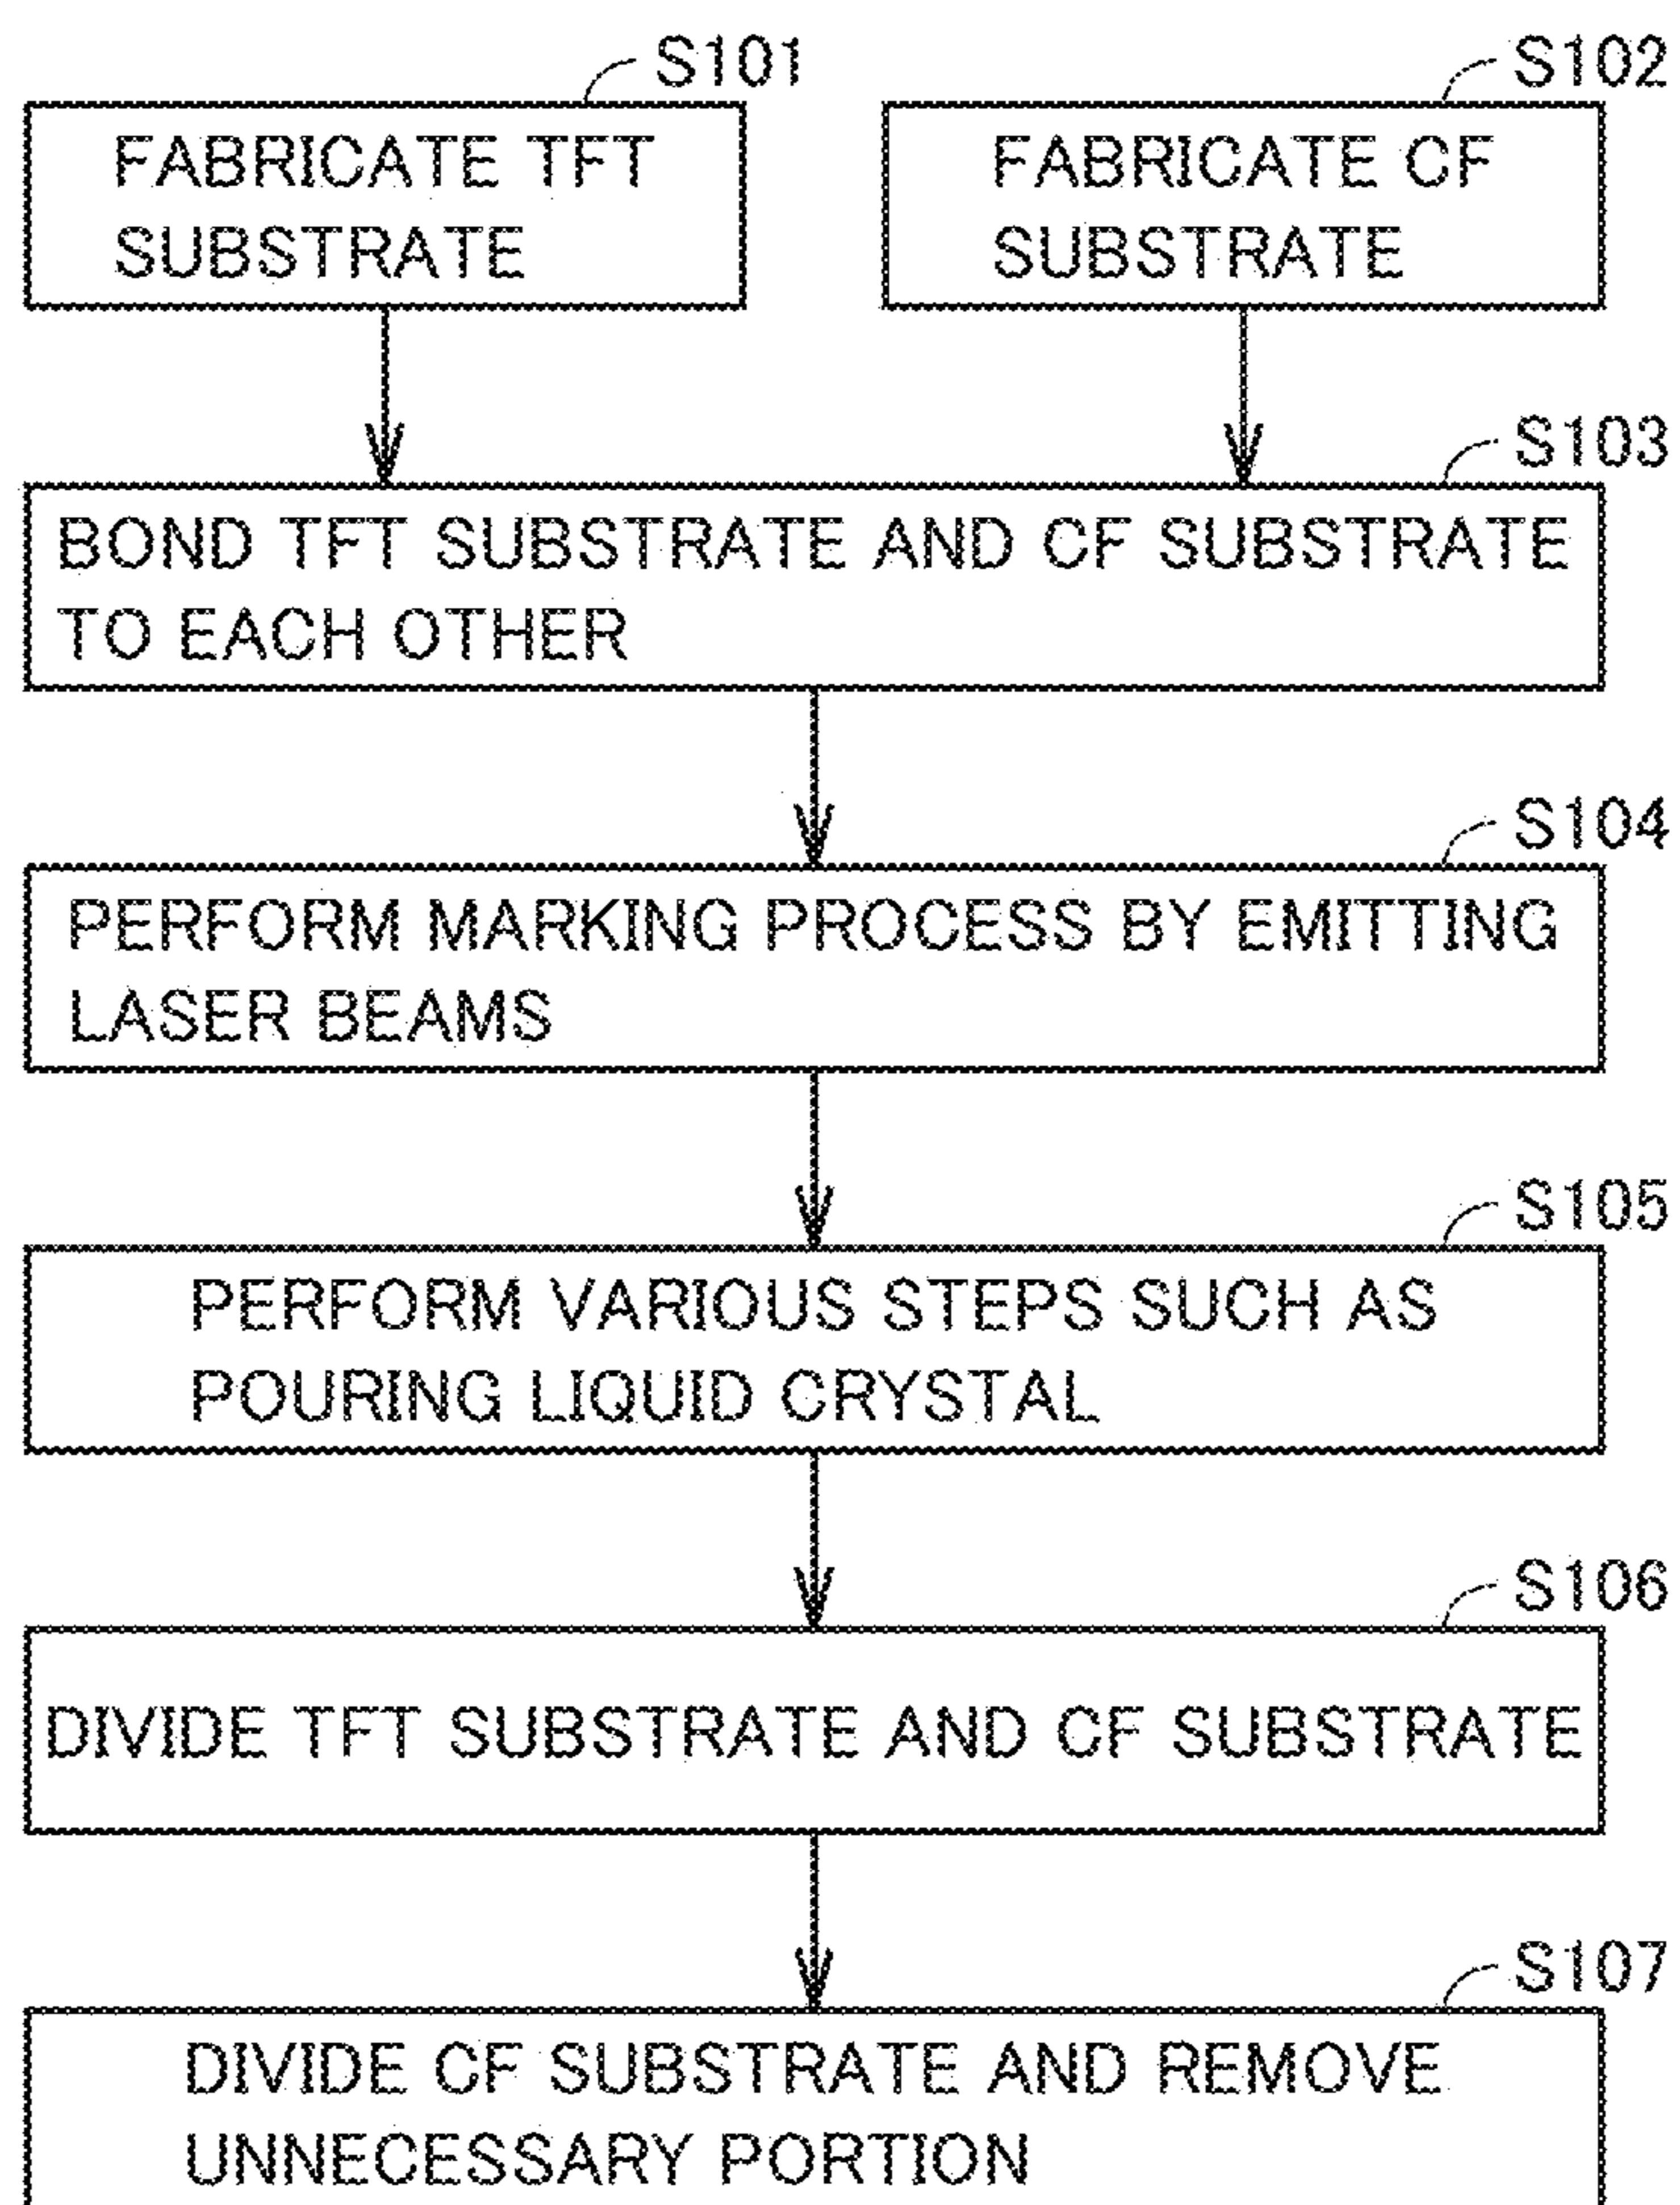 S101
FABRICATE TFT
SUBSTRATE
S102
FABRICATE CF
SUBSTRATE
S103
BOND TFT SUBSTRATE AND CF SUBSTRATE
TO EACH OTHER
S104
PERFORM MARKING PROCESS BY EMITTING
LASER BEAMS
S105
PERFORM VARIOUS STEPS SUCH AS
POURING LIQUID CRYSTAL
S106
DIVIDE TFT SUBSTRATE AND CF SUBSTRATE
S107
DIVIDE CF SUBSTRATE AND REMOVE
UNNECESSARY PORTION